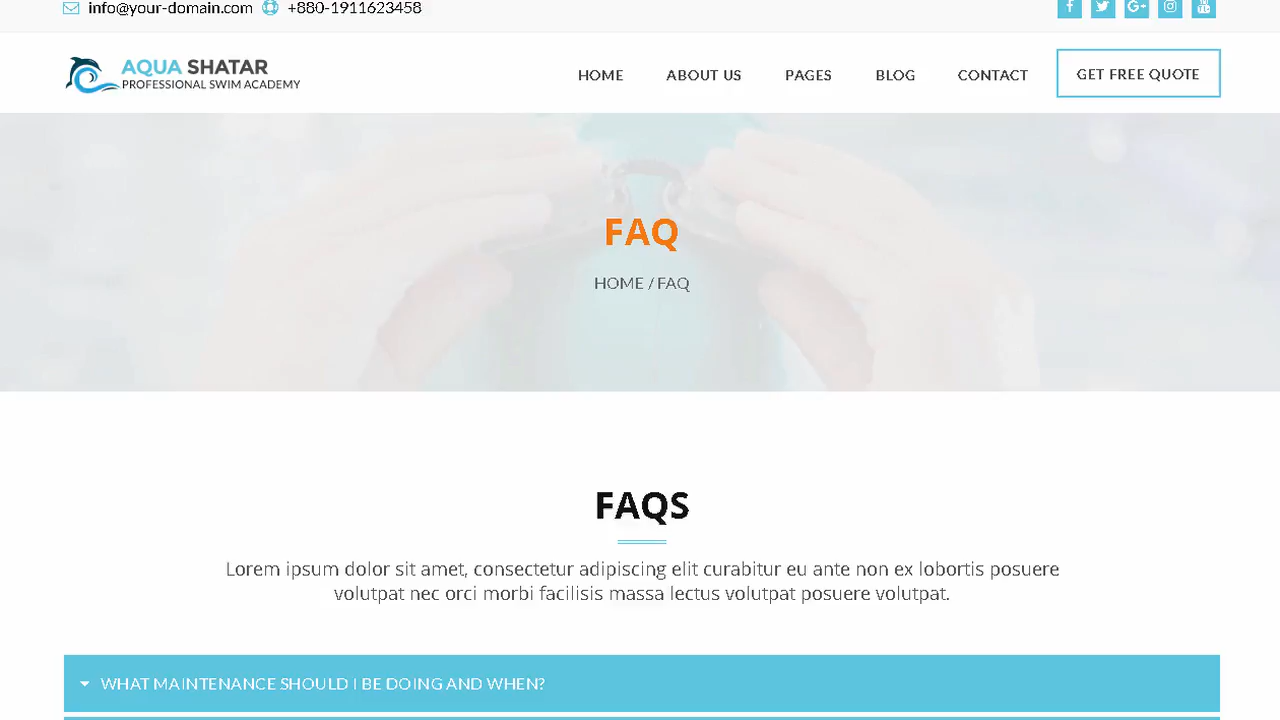 info@your-domain.com +880-1911623458
AQUA SHATAR
PROFESSIONAL SWIM ACADEMY
HOME ABOUT US PAGES BLOG CONTACT GET FREE QUOTE
FAQ
HOME / FAQ
FAQS
Lorem ipsum dolor sit amet, consectetur adipiscing elit curabitur eu ante non ex lobortis posuere
volutpat nec orci morbi facilisis massa lectus volutpat posuere volutpat.
WHAT MAINTENANCE SHOULD I BE DOING AND WHEN?